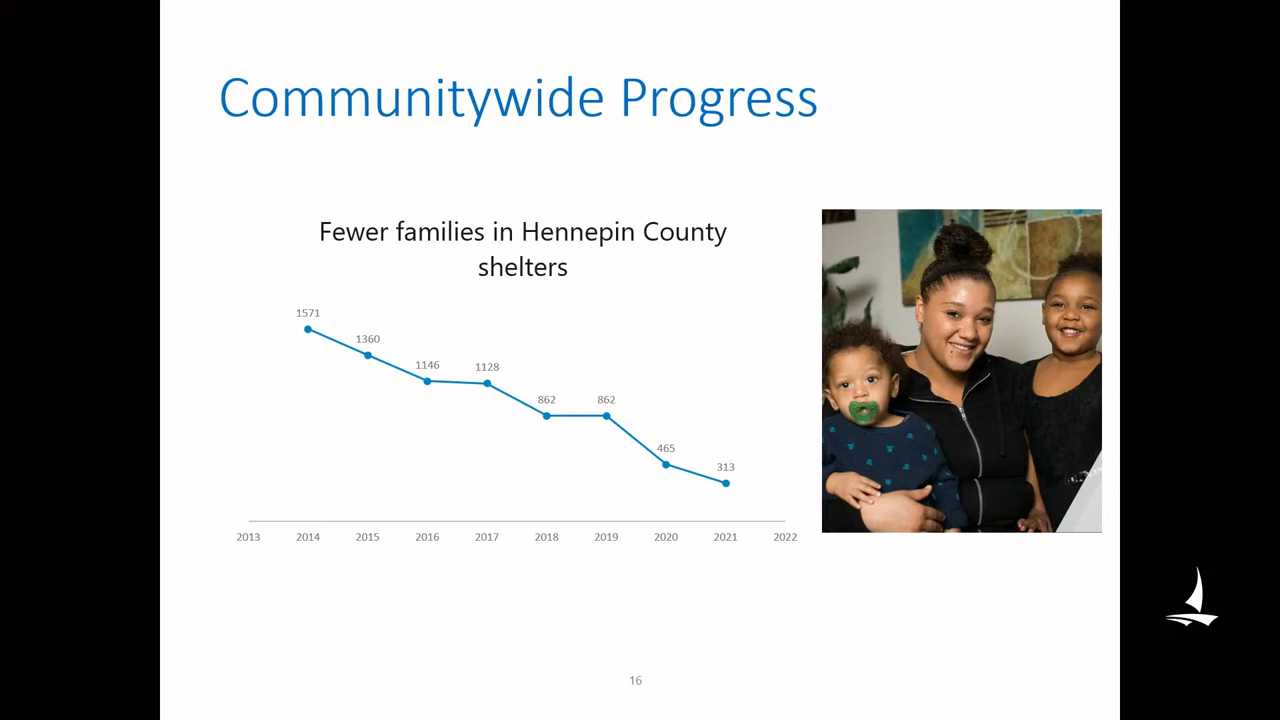 Communitywide Progress
Fewer families in Hennepin County
shelters
1571
1360
1146
1128
862
862
465
313
2013 2014 2015 2016 2017 2018 2019 2020 2021 2022
16